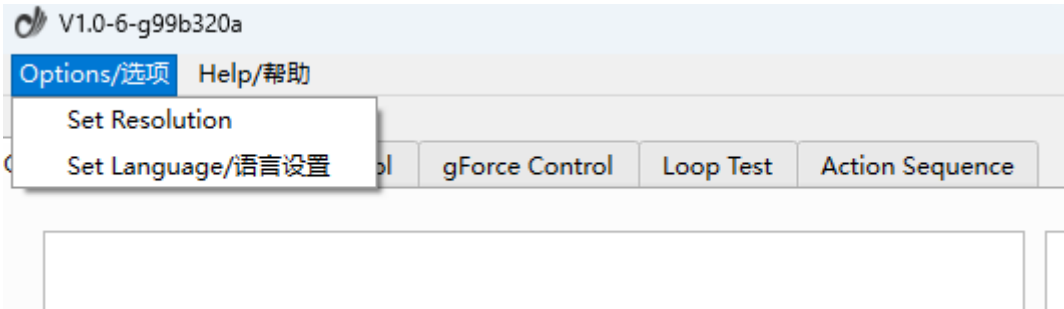 V1.0-6-g99b320a
Options/选项 Help/帮助
Set Resolution
Set Language/语言设置
gForce Control Loop Test Action Sequence